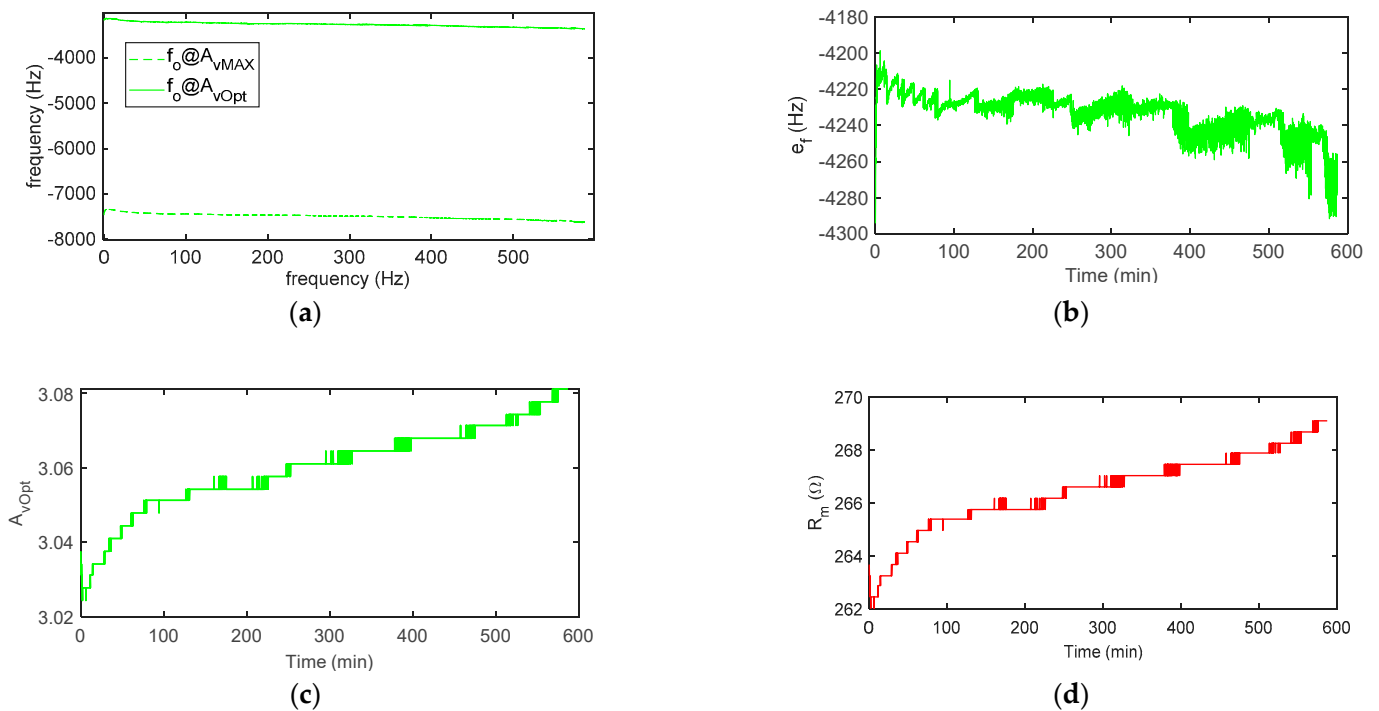 -4000
-5000
-6000
-7000
-8000
frequency (Hz)
f_o@A_vMAX
f_o@A_vOpt
0 100 200 300 400 500
frequency (Hz)
(a)
-4180
-4200
-4220
-4240
-4260
-4280
-4300
e_f (Hz)
0 100 200 300 400 500 600
Time (min)
(b)
3.08
3.06
3.04
3.02
A_vOpt
0 100 200 300 400 500 600
Time (min)
(c)
270
268
266
264
262
R_m (Ω)
0 100 200 300 400 500 600
Time (min)
(d)